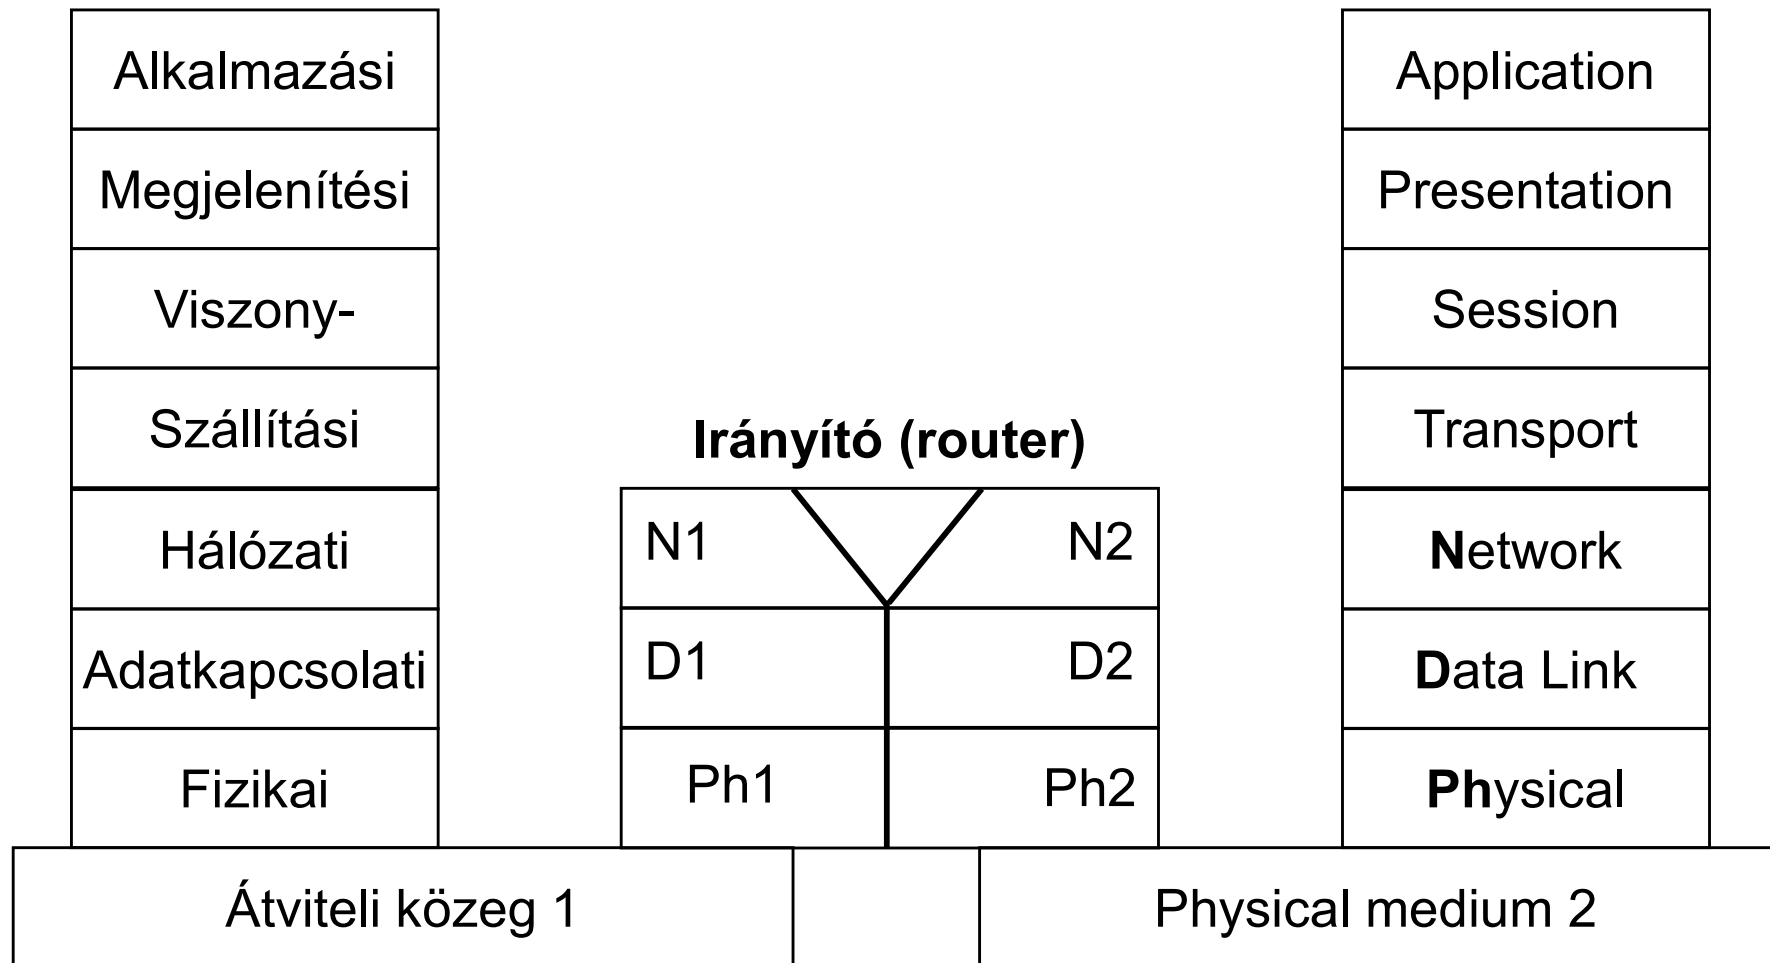 Alkalmazási
Megjelenítési
Viszony-
Szállítási
Hálózati
Adatkapcsolati
Fizikai
Átviteli közeg 1
Irányító (router)
N1
N2
D1
D2
Ph1
Ph2
Application
Presentation
Session
Transport
Network
Data Link
Physical
Physical medium 2